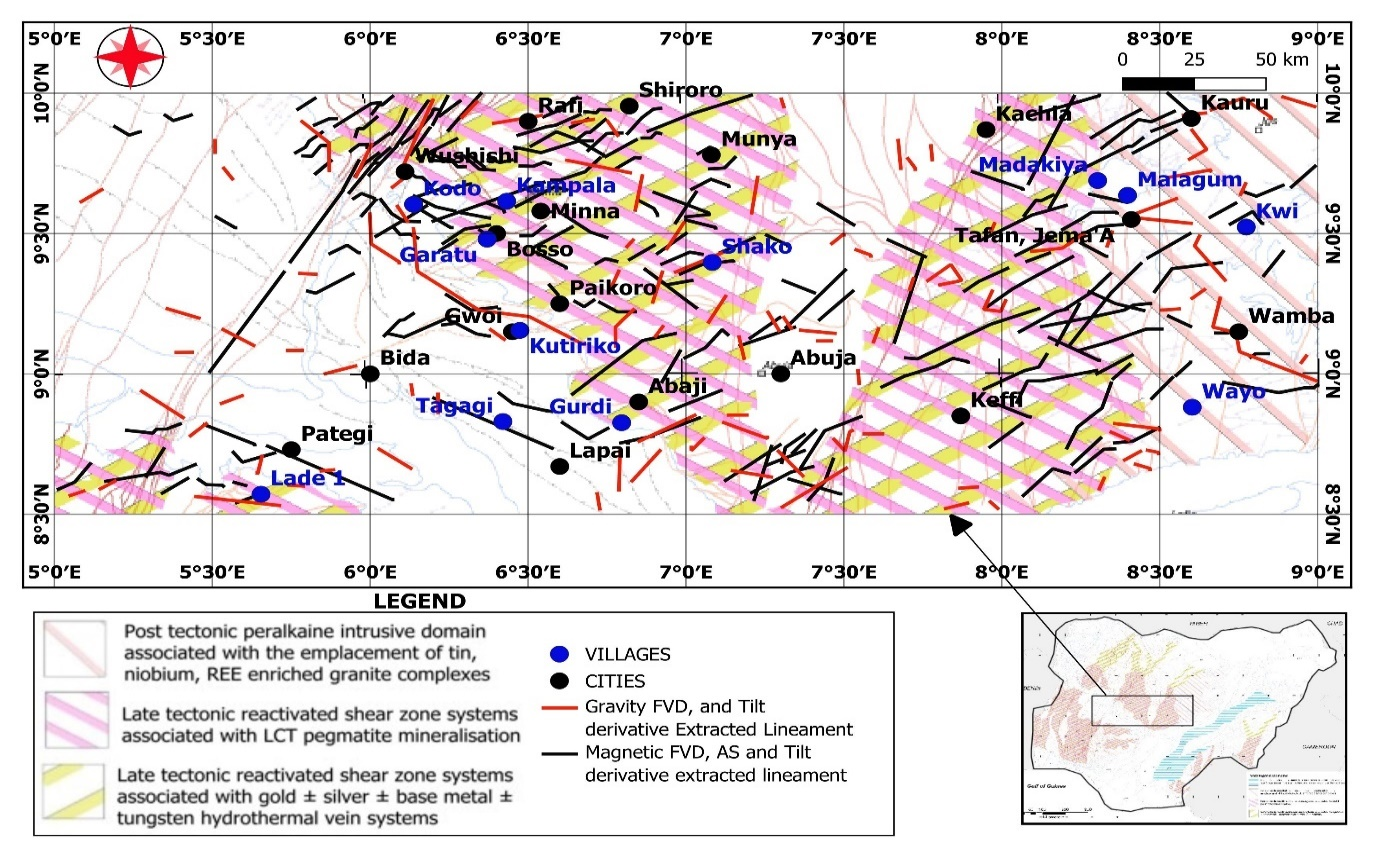 5°0′E 5°30′E 6°0′E 6°30′E 7°0′E 7°30′E 8°0′E 8°30′E 9°0′E
0 25 50 km
10°0′N
10°0′N
Shiroro
Rafi
Kauru
Kachia
Munya
Wushishi
Madakiya
Malagum
Kodo
Kampala
Minna
Kwi
9°30′N
9°30′N
Garatu
Bosso
Shako
Tafan, Jema'A
Paikoro
Gwoi
Wamba
Kutiriko
Bida
Abuja
9°0′N
9°0′N
Abaji
Keffi
Wayo
Tagagi
Gurdi
Pategi
Lapai
Lade 1
8°30′N
8°30′N
5°0′E 5°30′E 6°0′E 6°30′E 7°0′E 7°30′E 8°0′E 8°30′E 9°0′E
LEGEND
Post tectonic peralkaine intrusive domain
associated with the emplacement of tin,
niobium, REE enriched granite complexes
Late tectonic reactivated shear zone systems
associated with LCT pegmatite mineralisation
Late tectonic reactivated shear zone systems
associated with gold ± silver ± base metal ±
tungsten hydrothermal vein systems
VILLAGES
CITIES
Gravity FVD, and Tilt
derivative Extracted Lineament
Magnetic FVD, AS and Tilt
derivative extracted lineament
CAMEROON
Gulf of Guinea